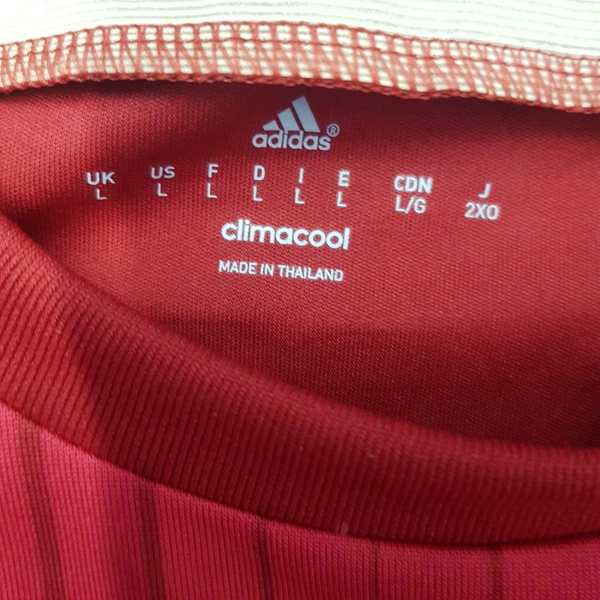 adidas®
UK US F D I E CDN J
L L L L L L L/G 2XO
climacool
MADE IN THAILAND